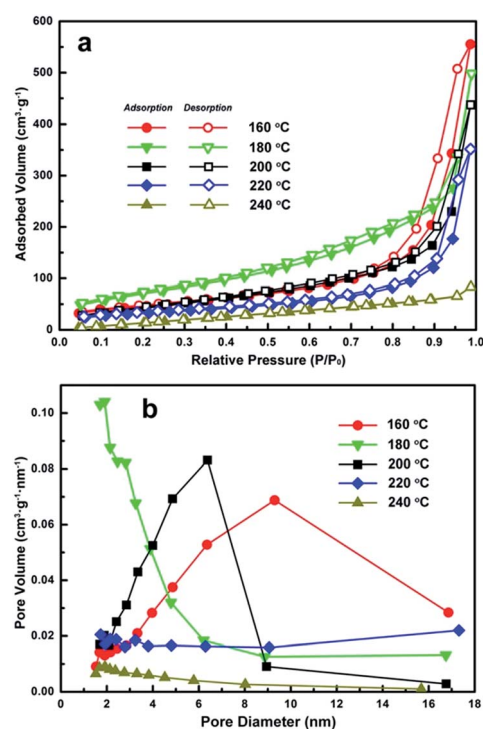 a
600
500
400
300
200
100
0
Adsorbed Volume (cm³·g⁻¹)
Adsorption Desorption
160 °C
180 °C
200 °C
220 °C
240 °C
0.0 0.1 0.2 0.3 0.4 0.5 0.6 0.7 0.8 0.9 1.0
Relative Pressure (P/P₀)
b
0.10
0.08
0.06
0.04
0.02
0.00
Pore Volume (cm³·g⁻¹·nm⁻¹)
160 °C
180 °C
200 °C
220 °C
240 °C
0 2 4 6 8 10 12 14 16 18
Pore Diameter (nm)